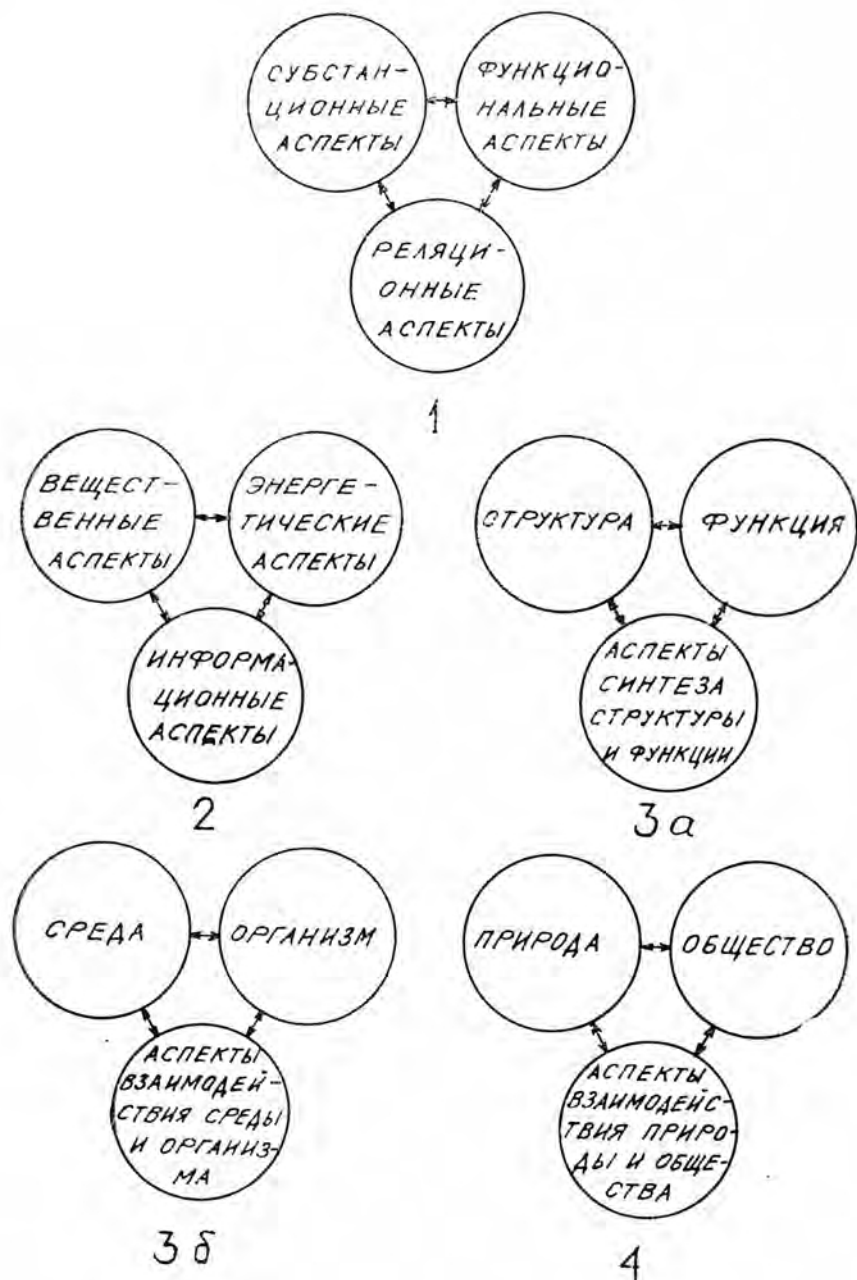 СУБСТАН-
ЦИОННЫЕ
АСПЕКТЫ
ФУНКЦИО-
НАЛЬНЫЕ
АСПЕКТЫ
РЕЛЯЦИ-
ОННЫЕ
АСПЕКТЫ
1
ВЕЩЕСТ-
ВЕННЫЕ
АСПЕКТЫ
ЭНЕРГЕ-
ТИЧЕСКИЕ
АСПЕКТЫ
ИНФОРМА-
ЦИОННЫЕ
АСПЕКТЫ
2
СТРУКТУРА
ФУНКЦИЯ
АСПЕКТЫ
СИНТЕЗА
СТРУКТУРЫ
И ФУНКЦИИ
3а
СРЕДА
ОРГАНИЗМ
АСПЕКТЫ
ВЗАИМОДЕЙ-
СТВИЯ СРЕДЫ
И ОРГАНИЗ-
МА
3б
ПРИРОДА
ОБЩЕСТВО
АСПЕКТЫ
ВЗАИМОДЕЙС-
ТВИЯ ПРИРО-
ДЫ И ОБЩЕ-
СТВА
4